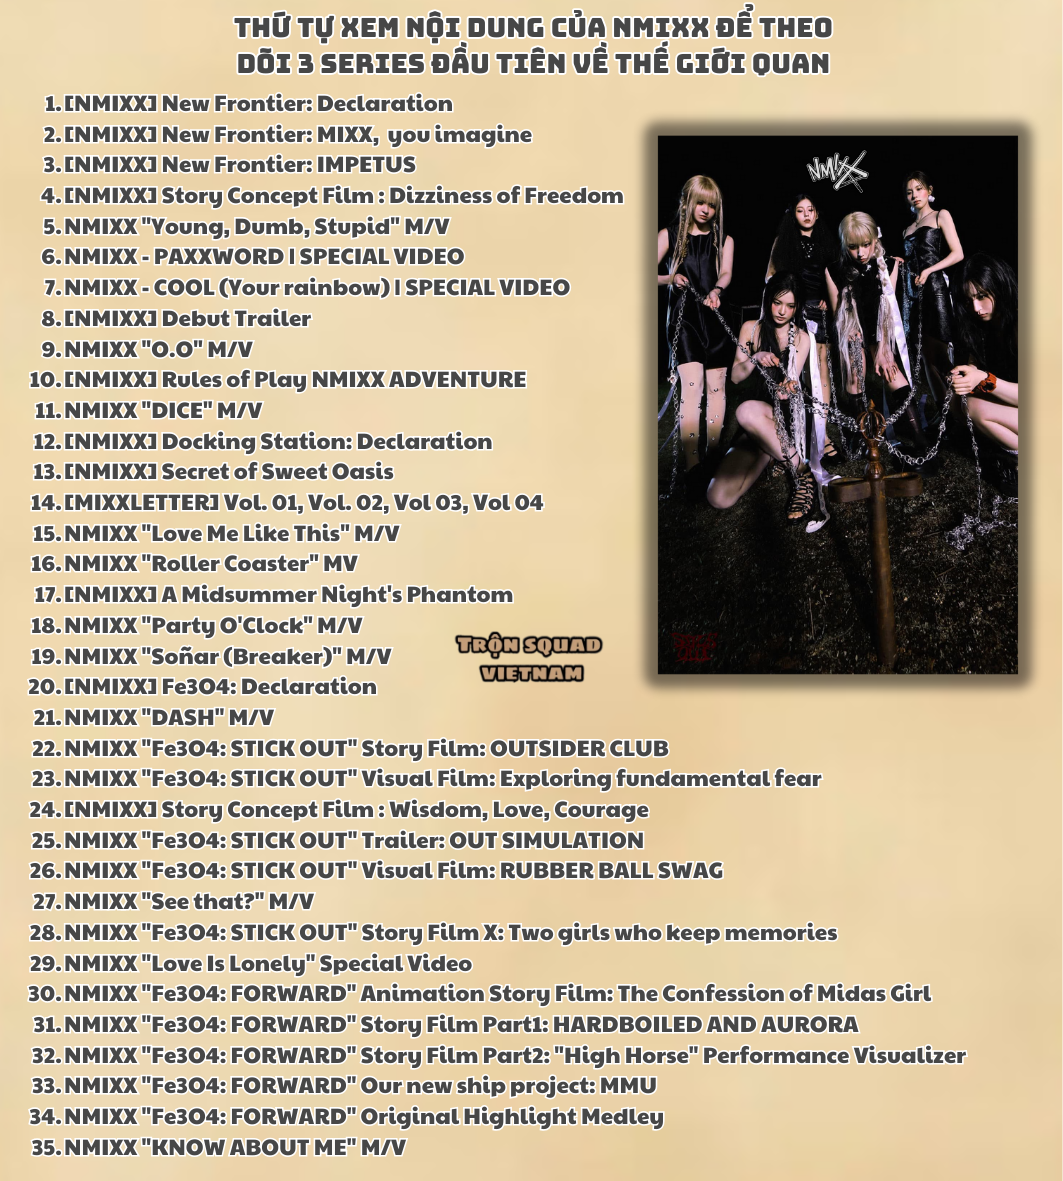 THỨ TỰ XEM NỘI DUNG CỦA NMIXX ĐỂ THEO
DÕI 3 SERIES ĐẦU TIÊN VỀ THẾ GIỚI QUAN
1. [NMIXX] New Frontier: Declaration
2. [NMIXX] New Frontier: MIXX, you imagine
3. [NMIXX] New Frontier: IMPETUS
4. [NMIXX] Story Concept Film : Dizziness of Freedom
5. NMIXX "Young, Dumb, Stupid" M/V
6. NMIXX - PAXXWORD | SPECIAL VIDEO
7. NMIXX - COOL (Your rainbow) | SPECIAL VIDEO
8. [NMIXX] Debut Trailer
9. NMIXX "O.O" M/V
10. [NMIXX] Rules of Play NMIXX ADVENTURE
11. NMIXX "DICE" M/V
12. [NMIXX] Docking Station: Declaration
13. [NMIXX] Secret of Sweet Oasis
14. [MIXXLETTER] Vol. 01, Vol. 02, Vol 03, Vol 04
15. NMIXX "Love Me Like This" M/V
16. NMIXX "Roller Coaster" MV
17. [NMIXX] A Midsummer Night's Phantom
18. NMIXX "Party O'Clock" M/V
19. NMIXX "Soñar (Breaker)" M/V
20. [NMIXX] Fe3O4: Declaration
21. NMIXX "DASH" M/V
22. NMIXX "Fe3O4: STICK OUT" Story Film: OUTSIDER CLUB
23. NMIXX "Fe3O4: STICK OUT" Visual Film: Exploring fundamental fear
24. [NMIXX] Story Concept Film : Wisdom, Love, Courage
25. NMIXX "Fe3O4: STICK OUT" Trailer: OUT SIMULATION
26. NMIXX "Fe3O4: STICK OUT" Visual Film: RUBBER BALL SWAG
27. NMIXX "See that?" M/V
28. NMIXX "Fe3O4: STICK OUT" Story Film X: Two girls who keep memories
29. NMIXX "Love Is Lonely" Special Video
30. NMIXX "Fe3O4: FORWARD" Animation Story Film: The Confession of Midas Girl
31. NMIXX "Fe3O4: FORWARD" Story Film Part1: HARDBOILED AND AURORA
32. NMIXX "Fe3O4: FORWARD" Story Film Part2: "High Horse" Performance Visualizer
33. NMIXX "Fe3O4: FORWARD" Our new ship project: MMU
34. NMIXX "Fe3O4: FORWARD" Original Highlight Medley
35. NMIXX "KNOW ABOUT ME" M/V
NMIXX
TRỘN SQUAD
VIETNAM